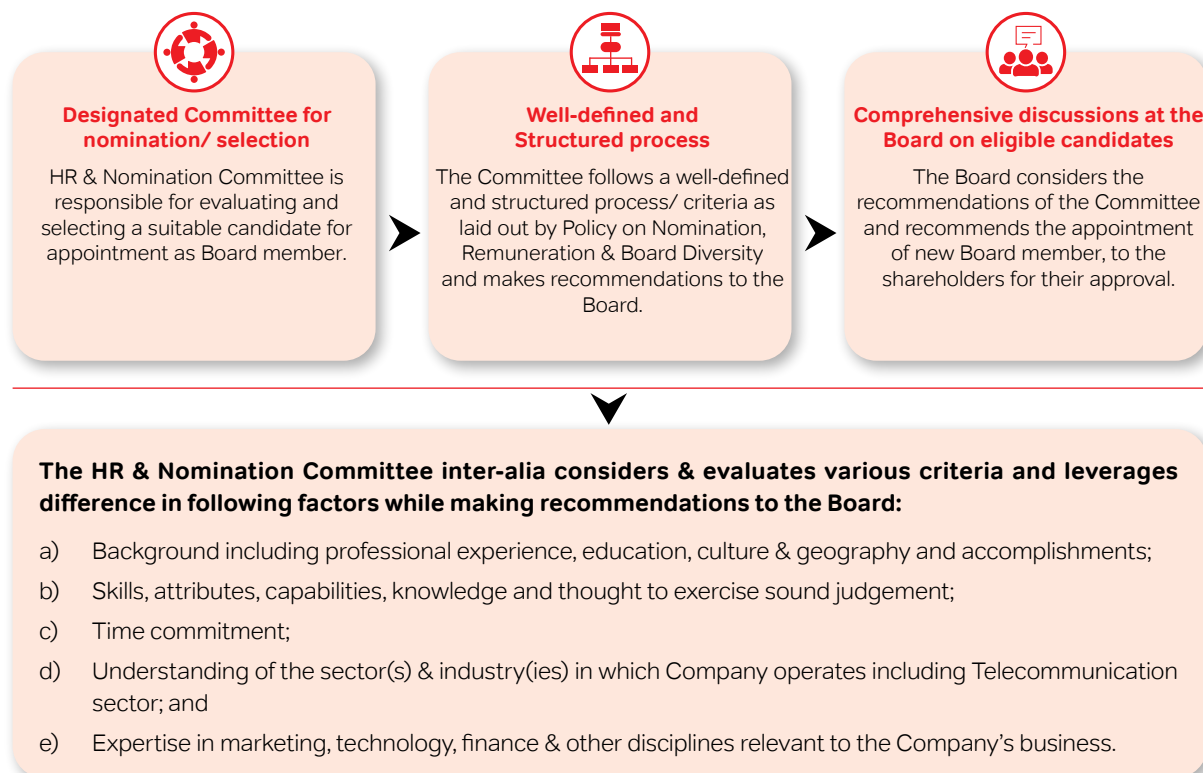 Designated Committee for
nomination/ selection
HR & Nomination Committee is
responsible for evaluating and
selecting a suitable candidate for
appointment as Board member.
Well-defined and
Structured process
The Committee follows a well-defined
and structured process/ criteria as
laid out by Policy on Nomination,
Remuneration & Board Diversity
and makes recommendations to the
Board.
Comprehensive discussions at the
Board on eligible candidates
The Board considers the
recommendations of the Committee
and recommends the appointment
of new Board member, to the
shareholders for their approval.
The HR & Nomination Committee inter-alia considers & evaluates various criteria and leverages
difference in following factors while making recommendations to the Board:
a) Background including professional experience, education, culture & geography and accomplishments;
b) Skills, attributes, capabilities, knowledge and thought to exercise sound judgement;
c) Time commitment;
d) Understanding of the sector(s) & industry(ies) in which Company operates including Telecommunication
sector; and
e) Expertise in marketing, technology, finance & other disciplines relevant to the Company's business.